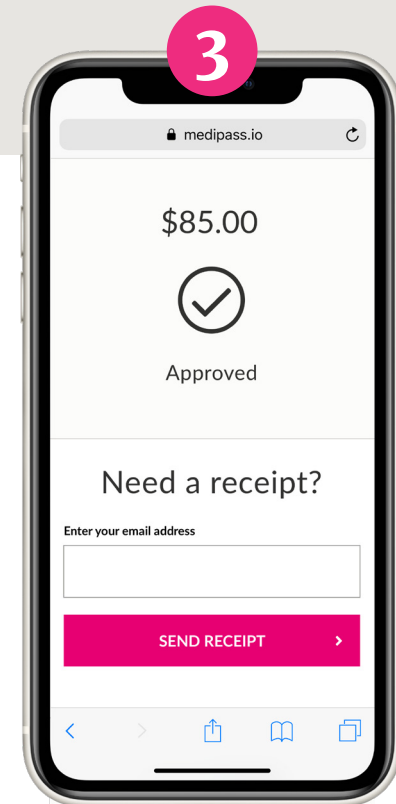 3
medipass.io
$85.00
Approved
Need a receipt?
Enter your email address
SEND RECEIPT